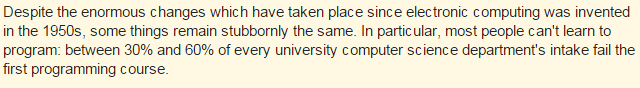 Despite the enormous changes which have taken place since electronic computing was invented
in the 1950s, some things remain stubbornly the same. In particular, most people can't learn to
program: between 30% and 60% of every university computer science department's intake fail the
first programming course.